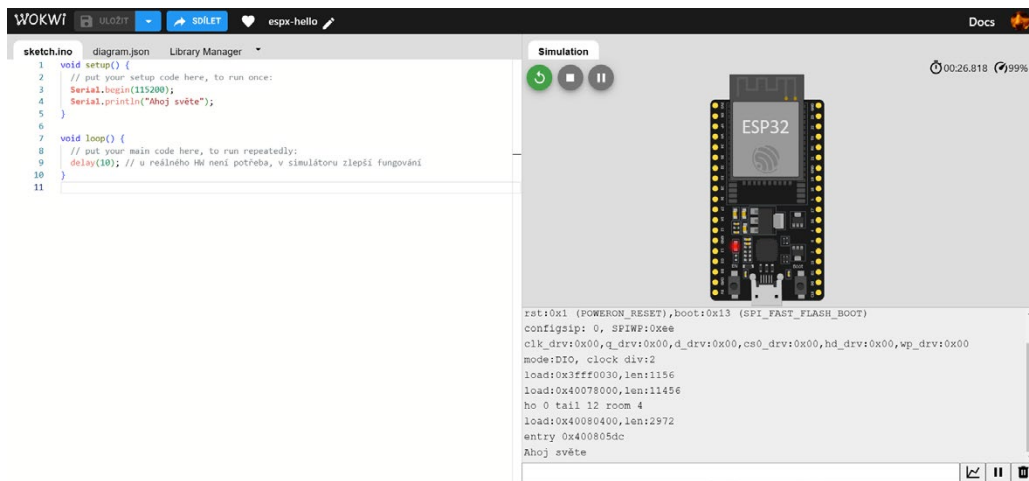 WOKWI ULOŽIT SDÍLET espx-hello Docs
sketch.ino diagram.json Library Manager
1 void setup() {
2 // put your setup code here, to run once:
3 Serial.begin(115200);
4 Serial.println("Ahoj světe");
5 }
6
7 void loop() {
8 // put your main code here, to run repeatedly:
9 delay(10); // u reálného HW není potřeba, v simulátoru zlepší fungování
10 }
11
Simulation
00:26.818 99%
ESP32
rst:0x1 (POWERON_RESET),boot:0x13 (SPI_FAST_FLASH_BOOT)
configsip: 0, SPIWP:0xee
clk_drv:0x00,q_drv:0x00,d_drv:0x00,cs0_drv:0x00,hd_drv:0x00,wp_drv:0x00
mode:DIO, clock div:2
load:0x3fff0030,len:1156
load:0x40078000,len:11456
ho 0 tail 12 room 4
load:0x40080400,len:2972
entry 0x400805dc
Ahoj světe